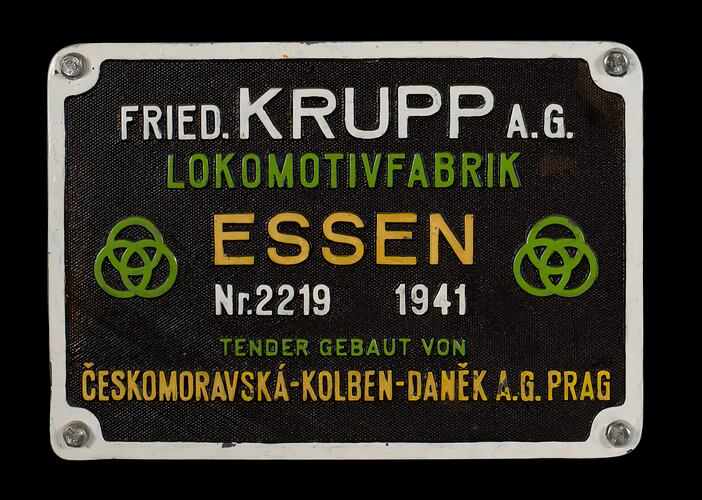 FRIED. KRUPP A.G.
LOKOMOTIVFABRIK
ESSEN
Nr. 2219 1941
TENDER GEBAUT VON
ČESKOMORAVSKÁ-KOLBEN-DANĚK A.G. PRAG